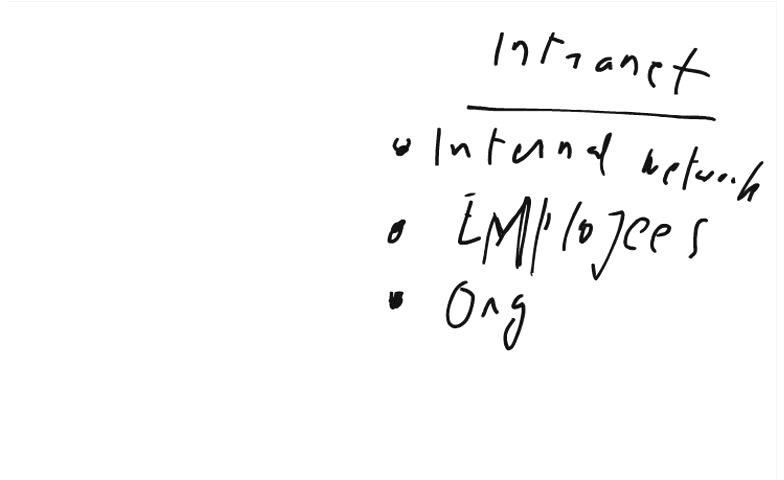 Intranet
• Internal network
• Employees
• Org